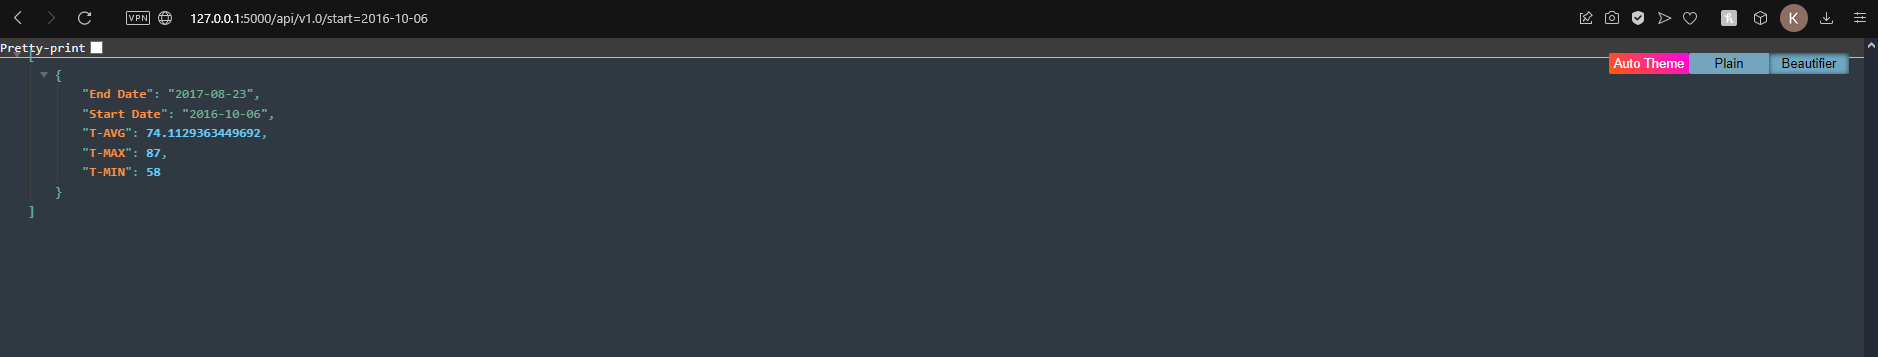 VPN 127.0.0.1:5000/api/v1.0/start=2016-10-06 K
Pretty-print
[
Auto Theme Plain Beautifier
{
"End Date": "2017-08-23",
"Start Date": "2016-10-06",
"T-AVG": 74.1129363449692,
"T-MAX": 87,
"T-MIN": 58
}
]